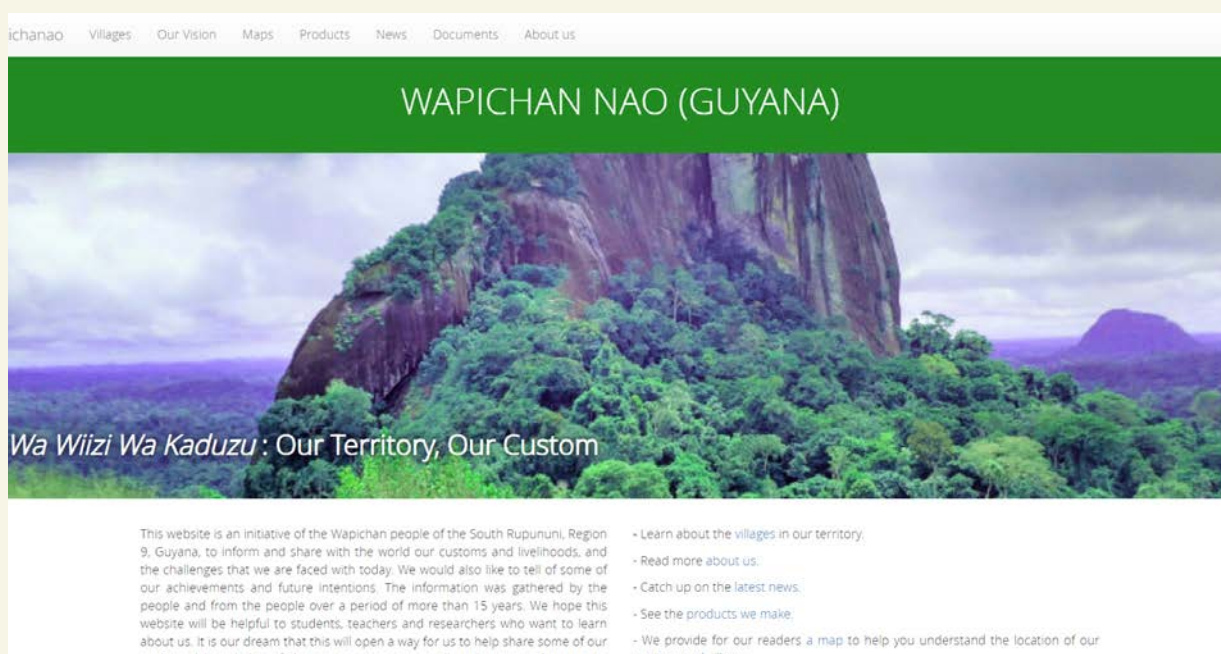 ichanao Villages Our Vision Maps Products News Documents About us
WAPICHAN NAO (GUYANA)
Wa Wiizi Wa Kaduzu : Our Territory, Our Custom
This website is an initiative of the Wapichan people of the South Rupununi, Region
9, Guyana, to inform and share with the world our customs and livelihoods, and
the challenges that we are faced with today. We would also like to tell of some of
our achievements and future intentions. The information was gathered by the
people and from the people over a period of more than 15 years. We hope this
website will be helpful to students, teachers and researchers who want to learn
about us. It is our dream that this will open a way for us to help share some of our
- Learn about the villages in our territory.
- Read more about us.
- Catch up on the latest news.
- See the products we make.
- We provide for our readers a map to help you understand the location of our